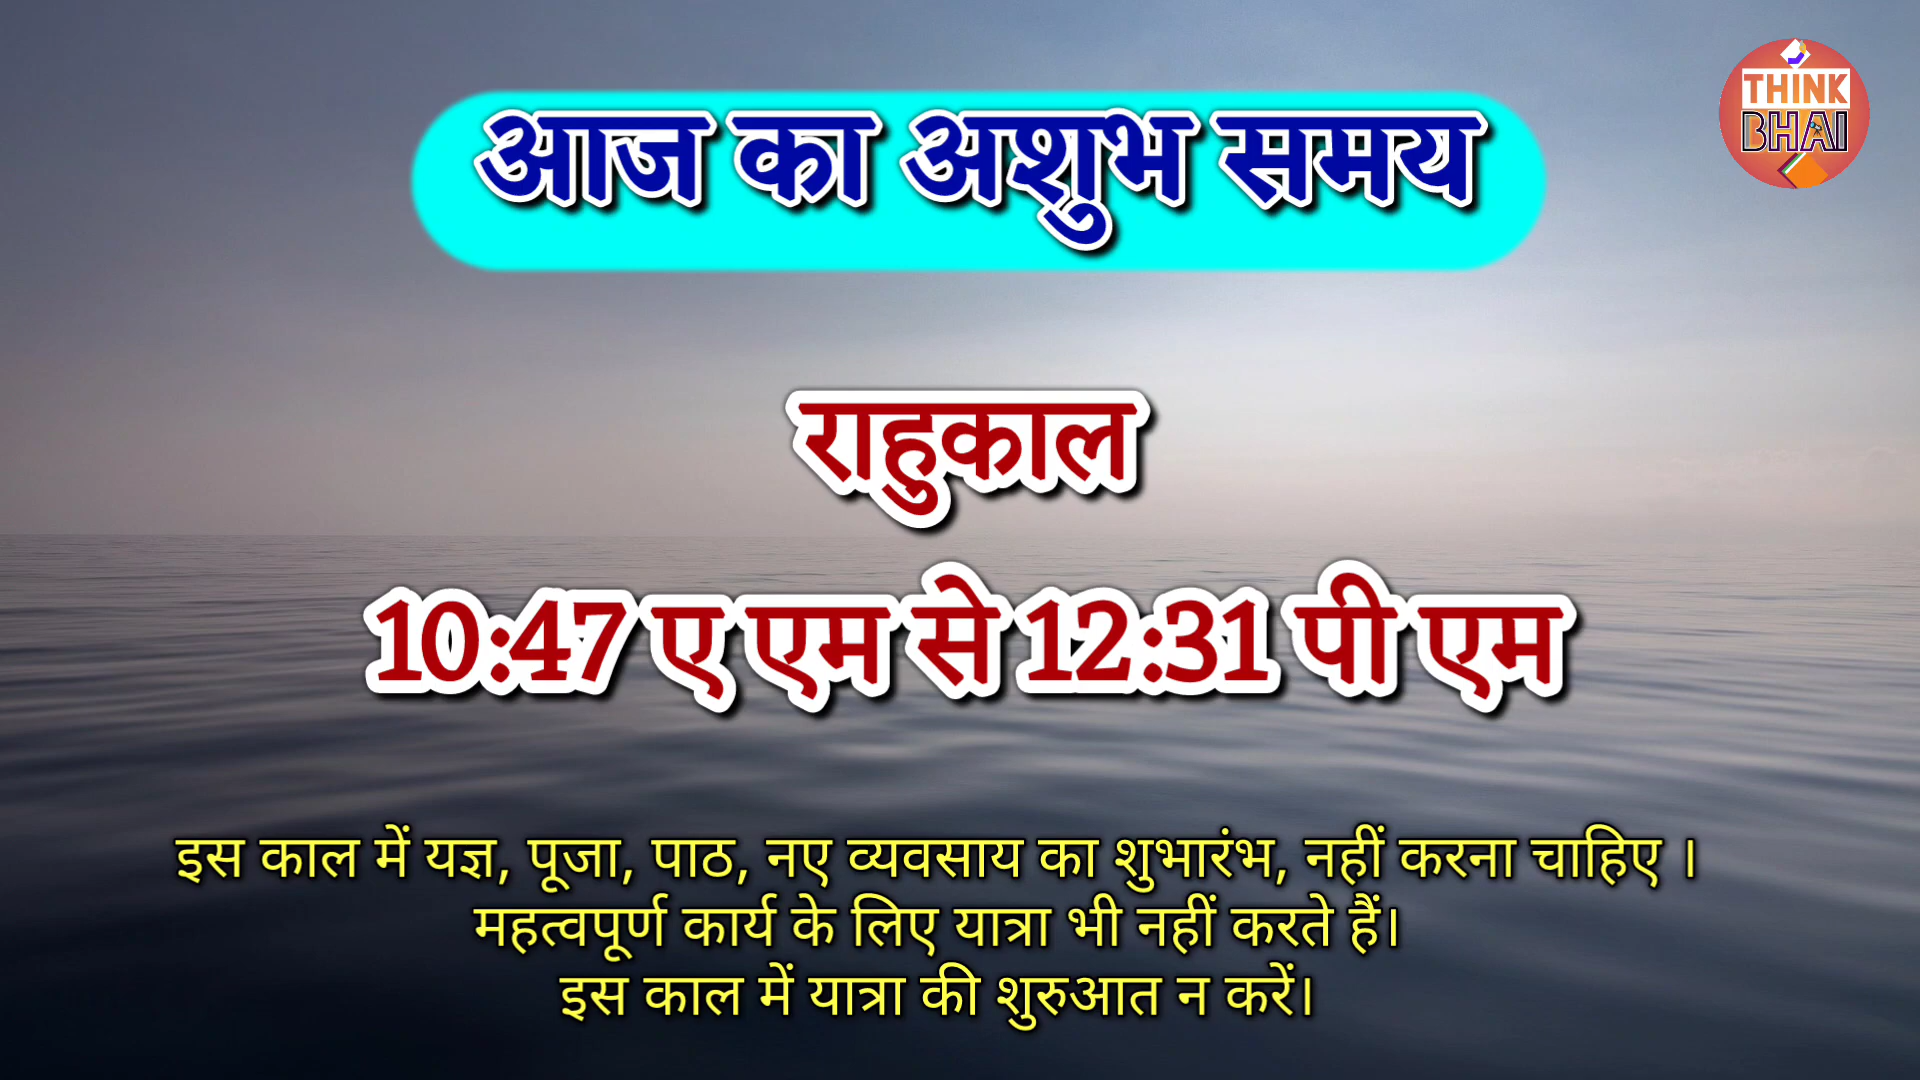 THINK
BHAI
आज का अशुभ समय
राहुकाल
10:47 ए एम से 12:31 पी एम
इस काल में यज्ञ, पूजा, पाठ, नए व्यवसाय का शुभारंभ, नहीं करना चाहिए ।
महत्वपूर्ण कार्य के लिए यात्रा भी नहीं करते हैं।
इस काल में यात्रा की शुरुआत न करें।